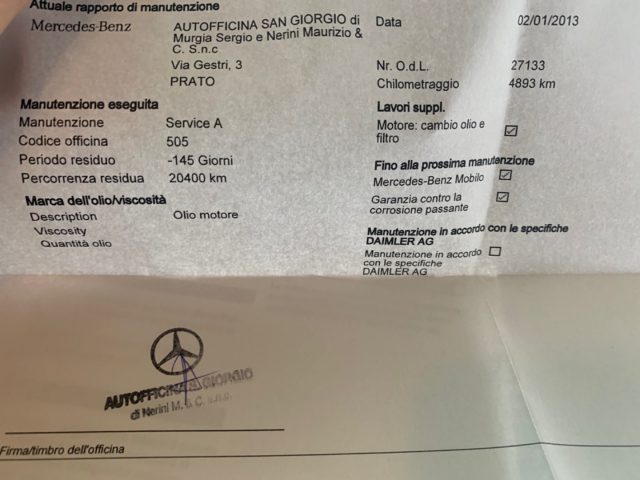 Attuale rapporto di manutenzione
Mercedes-Benz
AUTOFFICINA SAN GIORGIO di
Murgia Sergio e Nerini Maurizio &
C. S.n.c
Via Gestri, 3
PRATO
Data 02/01/2013
Nr. O.d.L. 27133
Chilometraggio 4893 km
Manutenzione eseguita
Manutenzione Service A
Codice officina 505
Periodo residuo -145 Giorni
Percorrenza residua 20400 km
Marca dell'olio/viscosità
Description Olio motore
Viscosity
Quantità olio
Lavori suppl.
Motore: cambio olio e
filtro
Fino alla prossima manutenzione
Mercedes-Benz Mobilo
Garanzia contro la
corrosione passante
Manutenzione in accordo con le specifiche
DAIMLER AG
Manutenzione in accordo
con le specifiche
DAIMLER AG
AUTOFFICINA S. GIORGIO
di Nerini M. & C. s.n.c.
Firma/timbro dell'officina